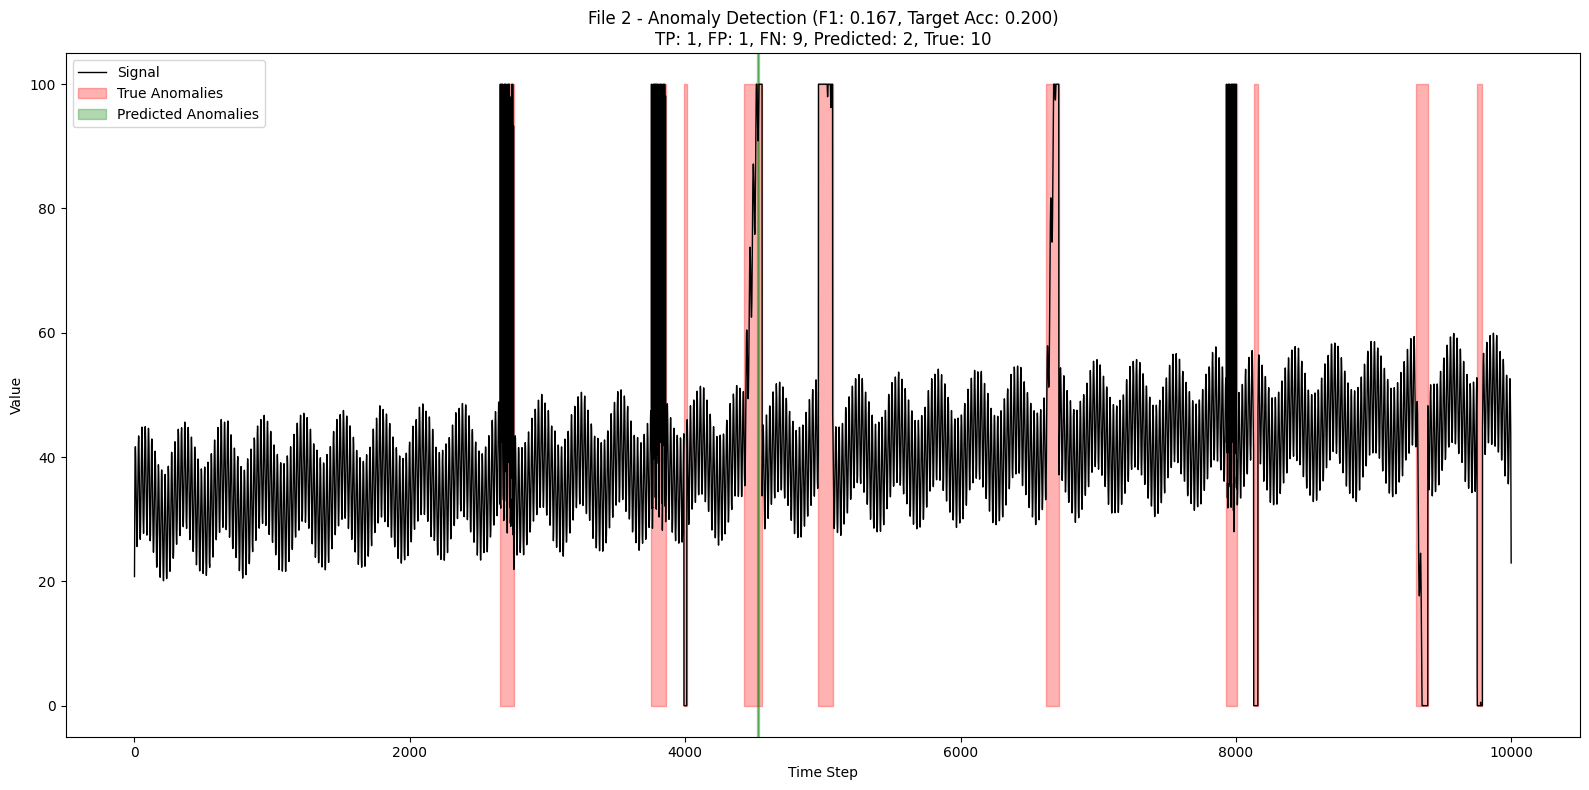 File 2 - Anomaly Detection (F1: 0.167, Target Acc: 0.200)
TP: 1, FP: 1, FN: 9, Predicted: 2, True: 10
Signal
True Anomalies
Predicted Anomalies
100
80
60
40
20
0
Value
0
2000
4000
6000
8000
10000
Time Step